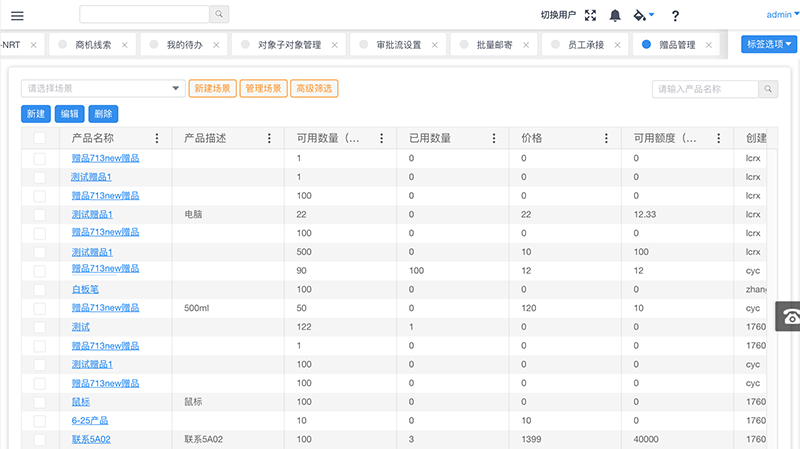 切换用户 ? admin
-NRT × 商机线索 × 我的待办 × 对象子对象管理 × 审批流设置 × 批量邮寄 × 员工承接 × 赠品管理 × 标签选项
请选择场景 新建场景 管理场景 高级筛选 请输入产品名称
新建 编辑 删除
产品名称 产品描述 可用数量（... 已用数量 价格 可用额度（... 创建
赠品713new赠品 1 0 0 0 lcrx
测试赠品1 1 0 0 0 lcrx
赠品713new赠品 100 0 0 0 lcrx
测试赠品1 电脑 22 0 22 12.33 lcrx
赠品713new赠品 100 0 0 0 lcrx
测试赠品1 500 0 10 100 lcrx
赠品713new赠品 90 100 12 12 cyc
白板笔 100 0 0 0 zhang
赠品713new赠品 500ml 50 0 120 10 cyc
测试 122 1 0 0 1760
赠品713new赠品 1 0 0 0 1760
测试赠品1 100 0 0 0 cyc
赠品713new赠品 100 0 0 0 cyc
鼠标 鼠标 100 0 0 0 1760
6-25产品 10 0 10 0 1760
联系5A02 联系5A02 100 3 1399 40000 1760